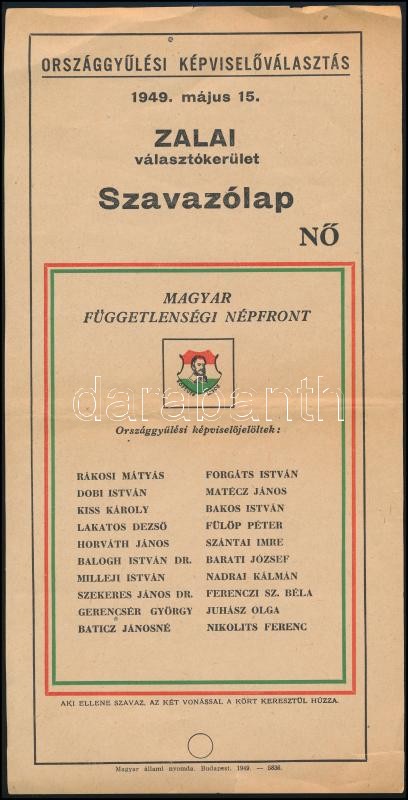 ORSZÁGGYŰLÉSI KÉPVISELŐVÁLASZTÁS
1949. május 15.
ZALAI
választókerület
Szavazólap
NŐ
MAGYAR
FÜGGETLENSÉGI NÉPFRONT
darabanth
Országgyűlési képviselőjelöltek:
RÁKOSI MÁTYÁS
DOBI ISTVÁN
KISS KÁROLY
LAKATOS DEZSŐ
HORVÁTH JÁNOS
BALOGH ISTVÁN DR.
MILLEJI ISTVÁN
SZEKERES JÁNOS DR.
GERENCSÉR GYÖRGY
BATICZ JÁNOSNÉ
FORGÁTS ISTVÁN
MATÉCZ JÁNOS
BAKOS ISTVÁN
FÜLÖP PÉTER
SZÁNTAI IMRE
BARATI JÓZSEF
NADRAI KÁLMÁN
FERENCZI SZ. BÉLA
JUHÁSZ OLGA
NIKOLITS FERENC
AKI ELLENE SZAVAZ, AZ KÉT VONÁSSAL A KÖRT KERESZTÜL HÚZZA.
Magyar állami nyomda. Budapest. 1949. — 5836.